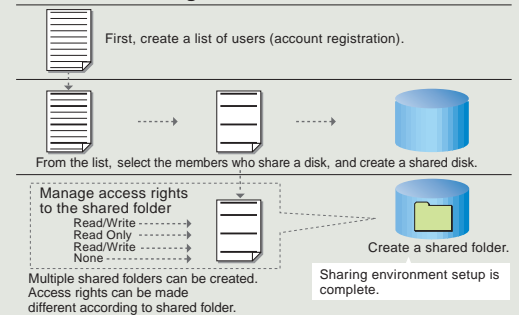 First, create a list of users (account registration).
From the list, select the members who share a disk, and create a shared disk.
Manage access rights
to the shared folder
Read/Write
Read Only
Read/Write
None
Create a shared folder.
Multiple shared folders can be created.
Access rights can be made
different according to shared folder.
Sharing environment setup is
complete.